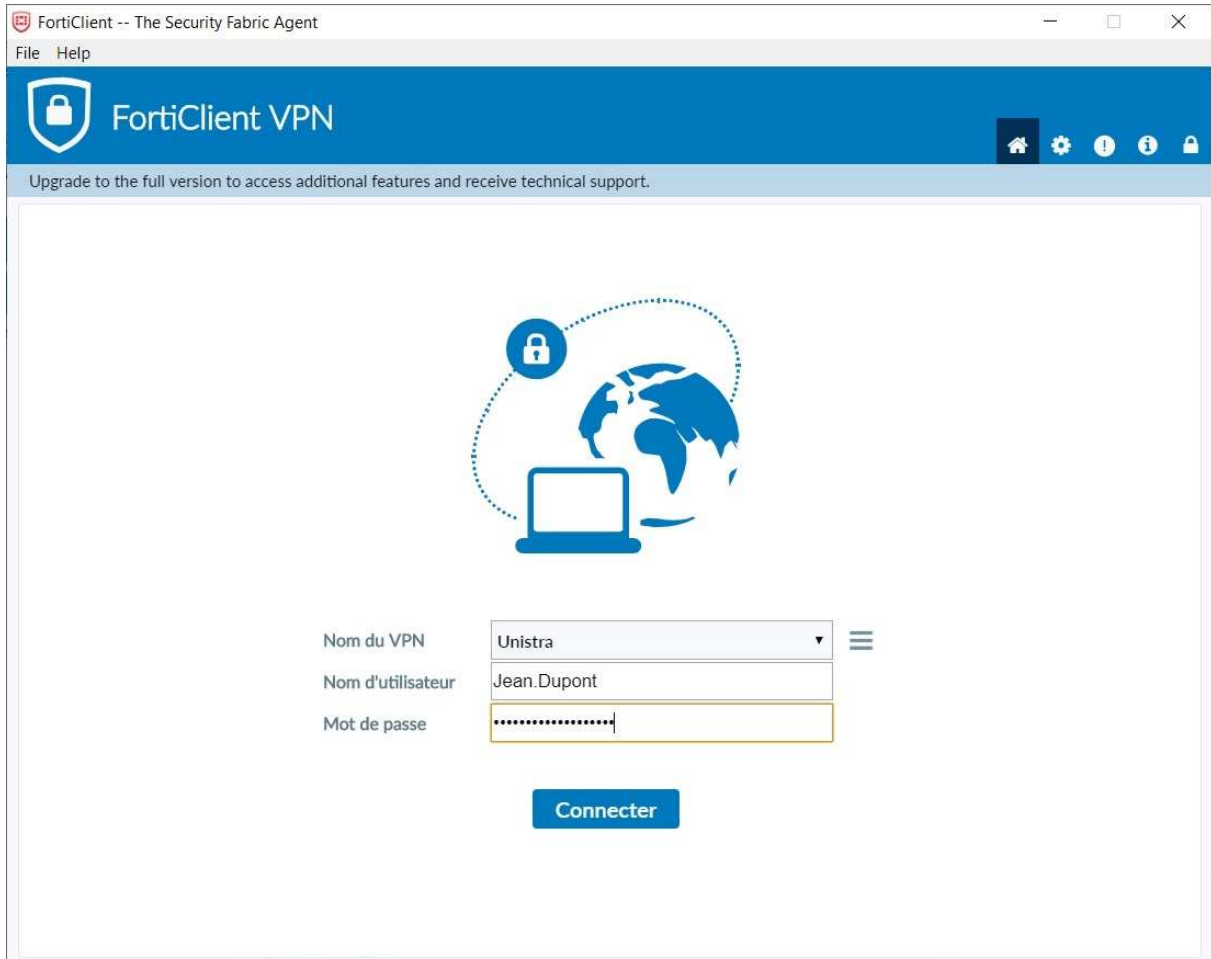 FortiClient -- The Security Fabric Agent
File Help
FortiClient VPN
Upgrade to the full version to access additional features and receive technical support.
Nom du VPN Unistra
Nom d'utilisateur Jean.Dupont
Mot de passe •••••••••••••••••••
Connecter